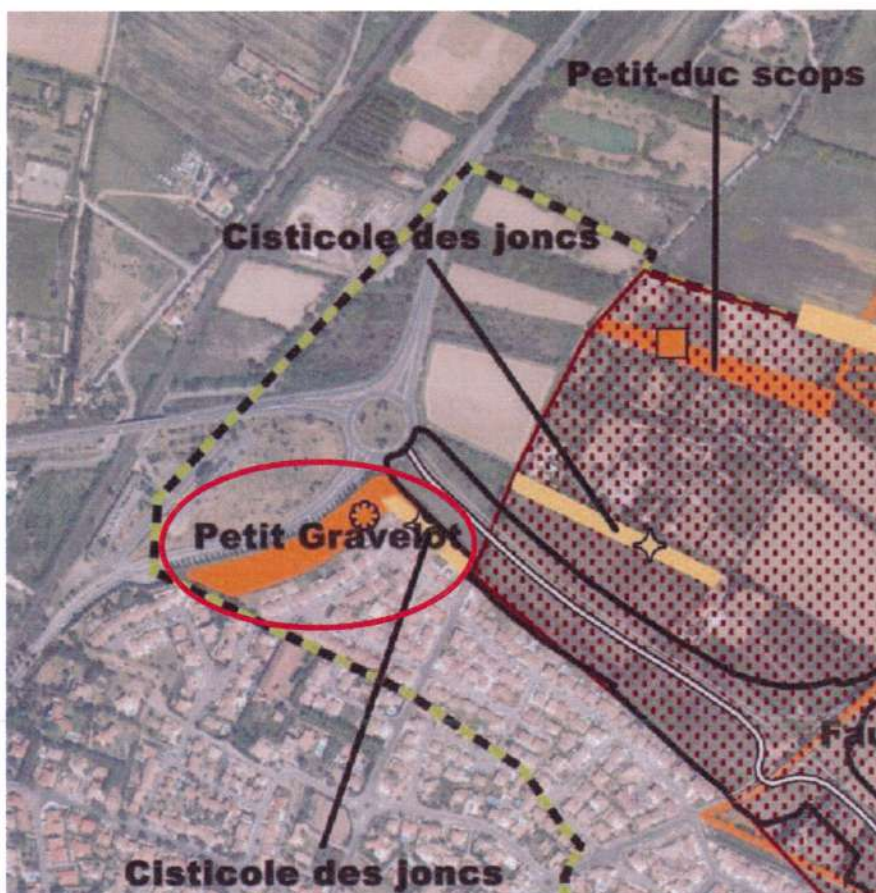 Petit-duc scops
Cisticole des joncs
Petit Gravelot
Cisticole des joncs